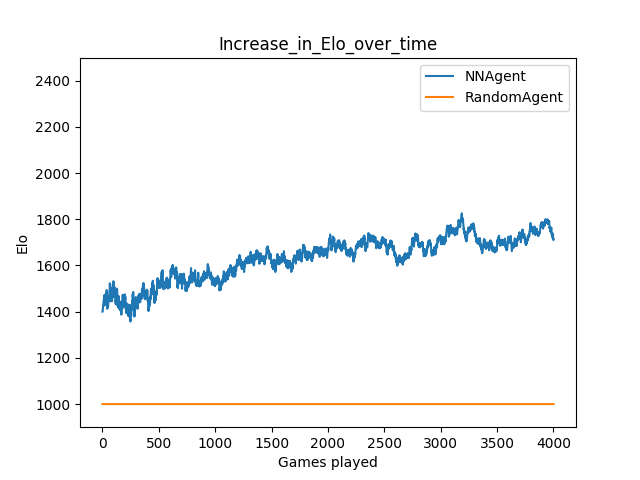 Increase_in_Elo_over_time
NNAgent
RandomAgent
2400
2200
2000
1800
1600
1400
1200
1000
Elo
0 500 1000 1500 2000 2500 3000 3500 4000
Games played